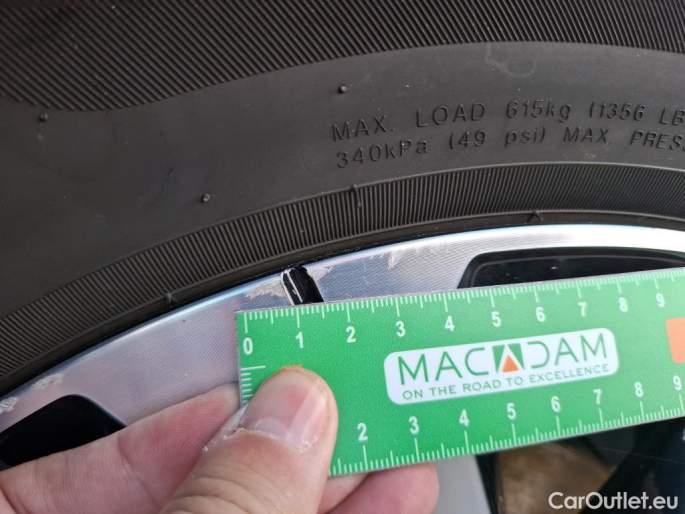 MAX. LOAD 615kg (1356 LB
340kPa (49 psi) MAX. PRES
0 1 2 3 4 5 6 7 8 9
MACADAM
ON THE ROAD TO EXCELLENCE
2 3 4 5 6 7 8 9
CarOutlet.eu